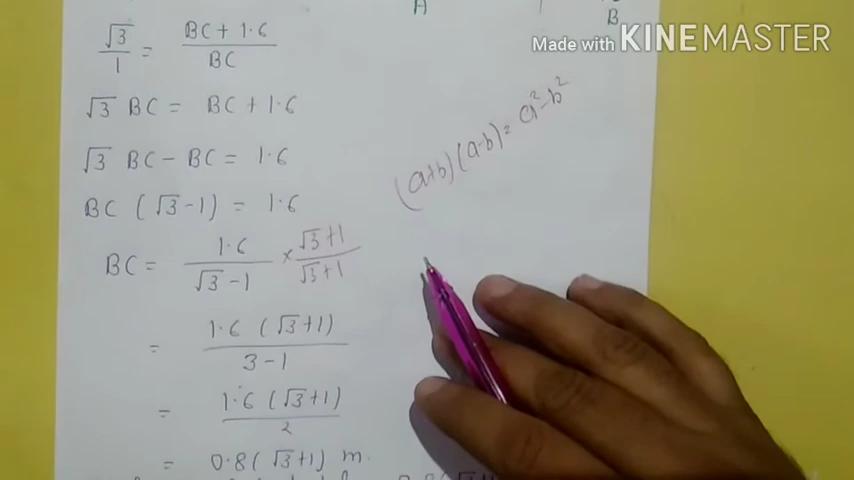 A
B
Made with KINEMASTER
√3/1 = BC + 1·6/BC
√3 BC = BC + 1·6
(a+b)(a-b) = a²-b²
√3 BC - BC = 1·6
BC (√3-1) = 1·6
BC = 1·6/√3-1 × √3+1/√3+1
= 1·6 (√3+1)/3-1
= 1·6 (√3+1)/2
= 0·8(√3+1) m.